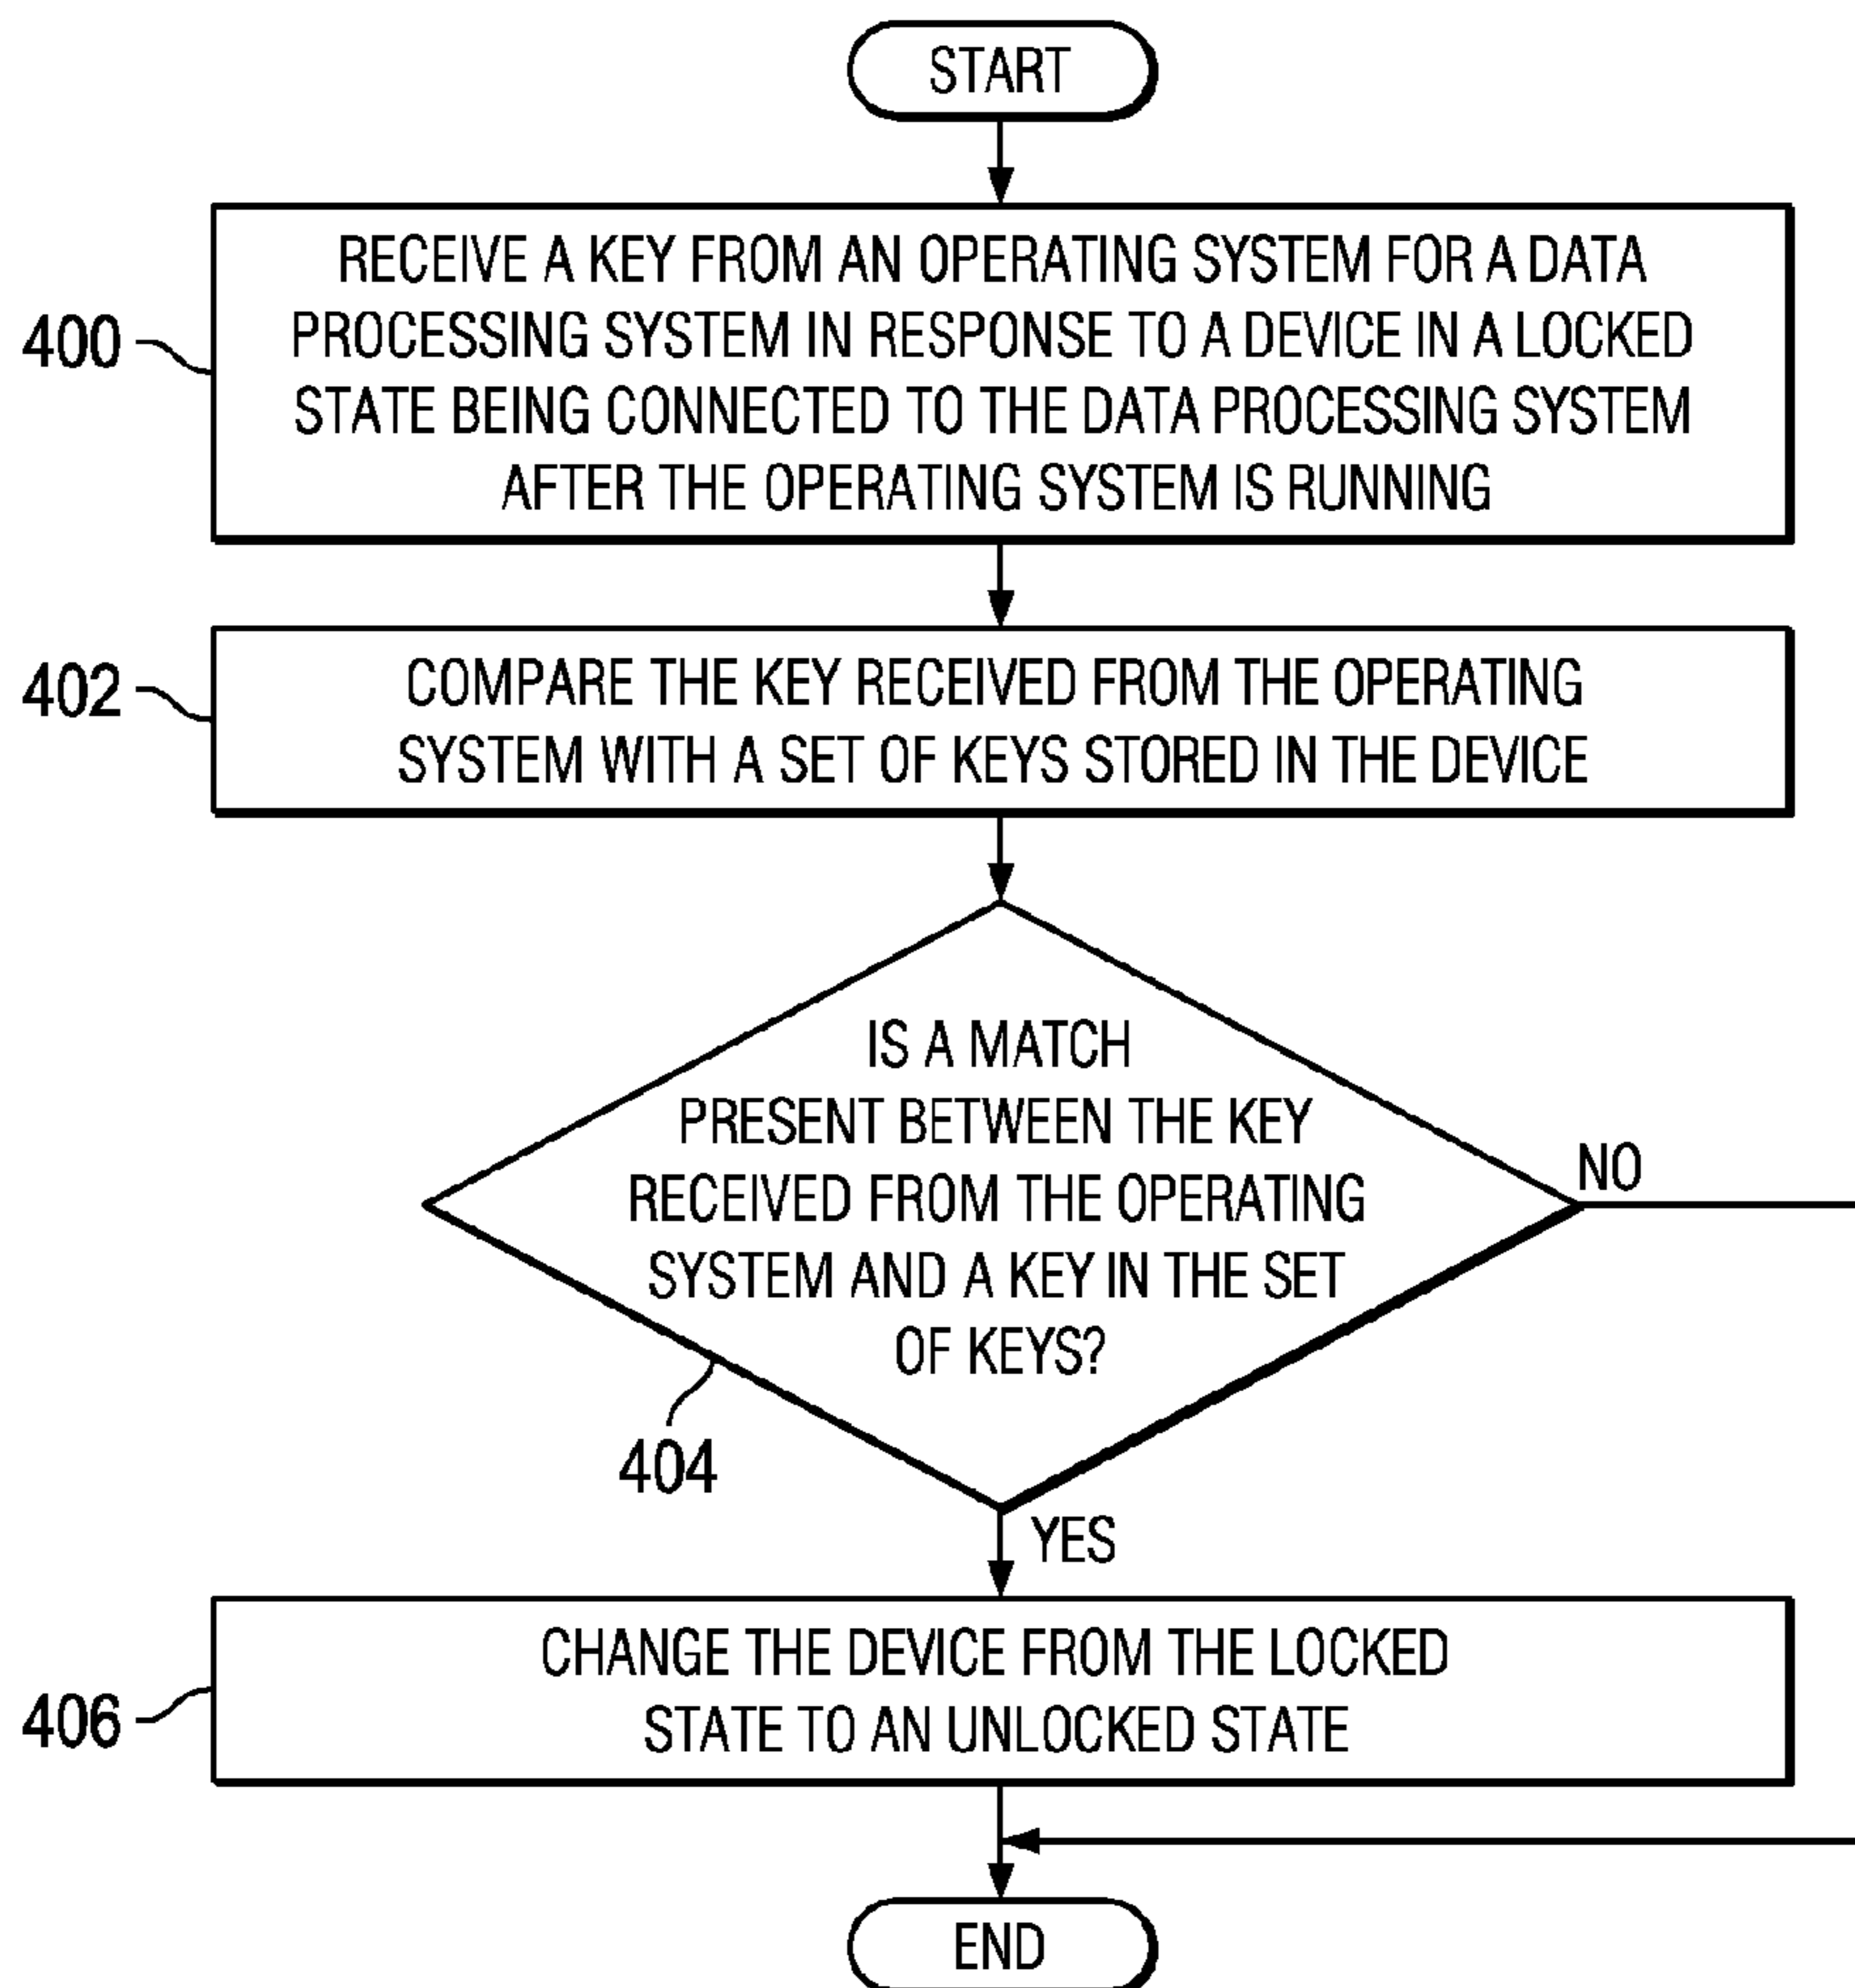 START
RECEIVE A KEY FROM AN OPERATING SYSTEM FOR A DATA
PROCESSING SYSTEM IN RESPONSE TO A DEVICE IN A LOCKED
STATE BEING CONNECTED TO THE DATA PROCESSING SYSTEM
AFTER THE OPERATING SYSTEM IS RUNNING
400
COMPARE THE KEY RECEIVED FROM THE OPERATING
SYSTEM WITH A SET OF KEYS STORED IN THE DEVICE
402
IS A MATCH
PRESENT BETWEEN THE KEY
RECEIVED FROM THE OPERATING
SYSTEM AND A KEY IN THE SET
OF KEYS?
NO
404
YES
CHANGE THE DEVICE FROM THE LOCKED
STATE TO AN UNLOCKED STATE
406
END